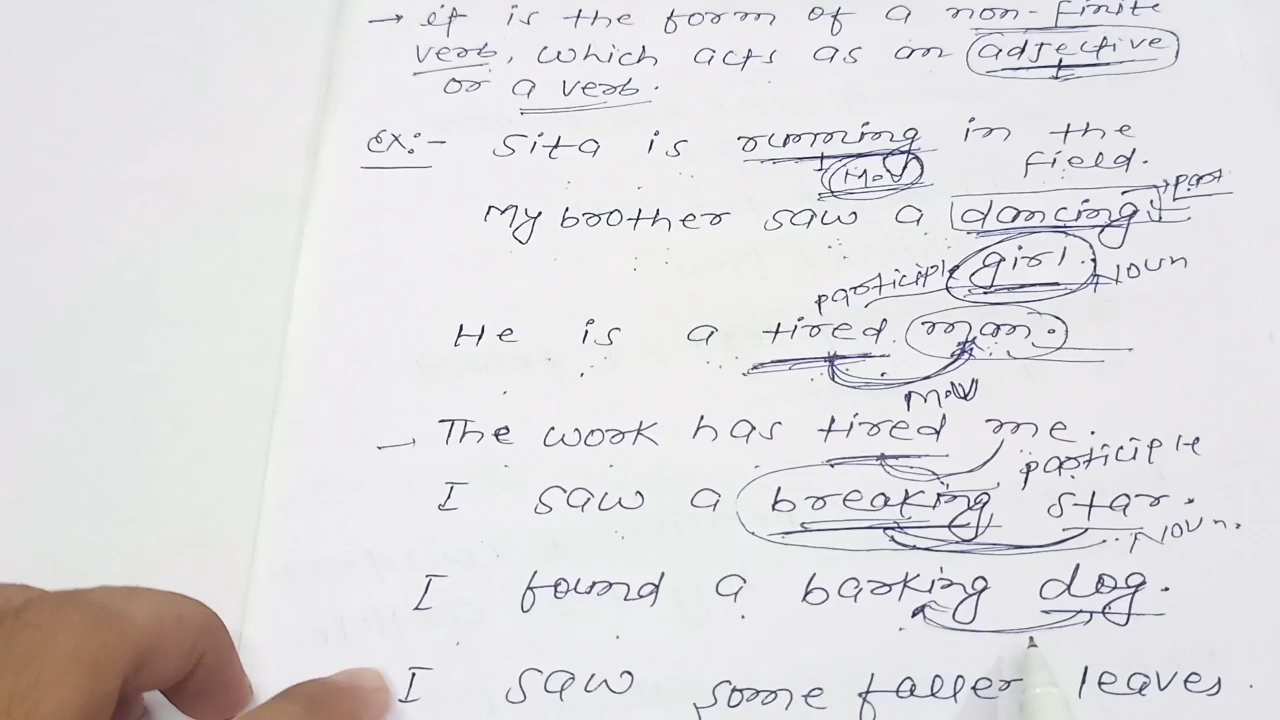 → it is the form of a non-finite
verb, which acts as an adjective
or a verb.
ex:- Sita is running in the
field.
M.V
My brother saw a dancing → part
girl. Noun
participle
He is a tired man.
M.V
→ The work has tired me.
participle
I saw a breaking star.
Noun.
I found a barking dog.
I saw some fallen leaves.